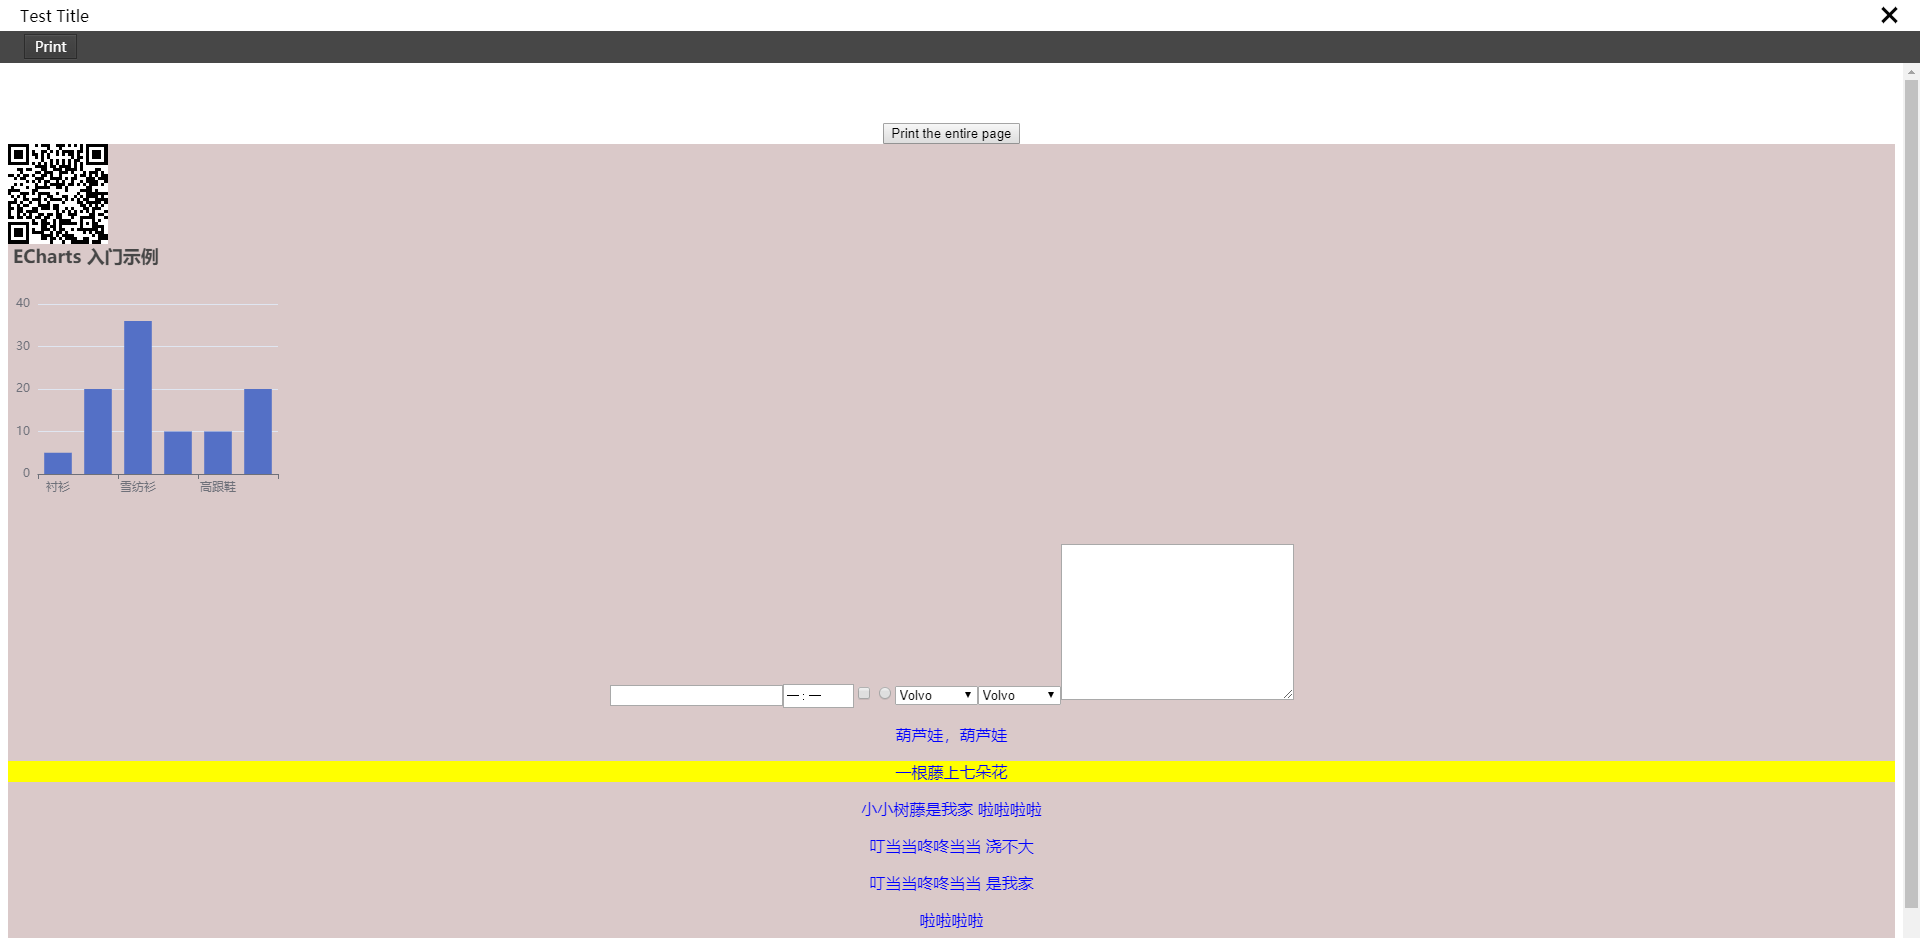 Test Title
Print
Print the entire page
ECharts 入门示例
40
30
20
10
0
衬衫 雪纺衫 高跟鞋
-- : -- Volvo Volvo
葫芦娃，葫芦娃
一根藤上七朵花
小小树藤是我家 啦啦啦啦
叮当当咚咚当当 浇不大
叮当当咚咚当当 是我家
啦啦啦啦